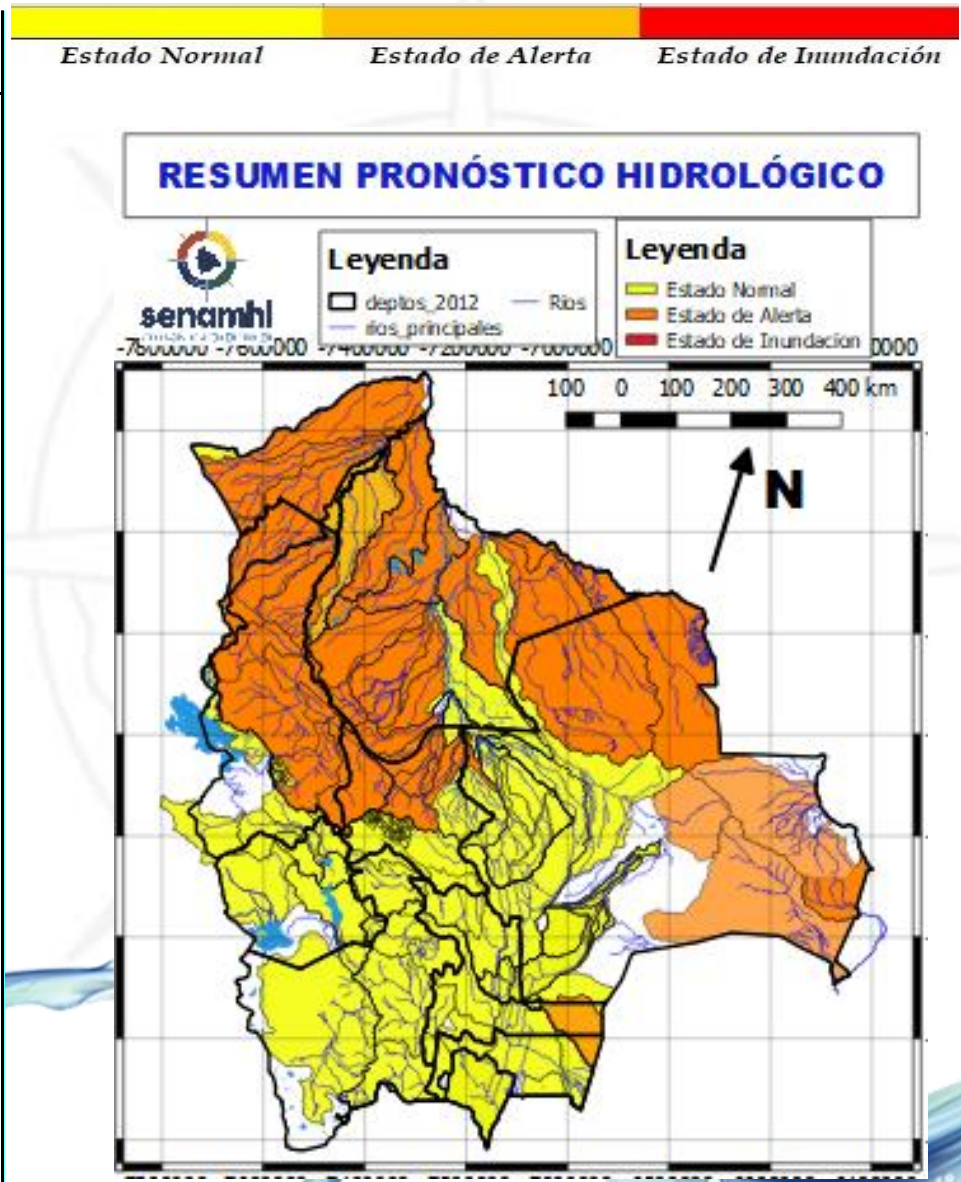 Estado Normal Estado de Alerta Estado de Inundación
RESUMEN PRONÓSTICO HIDROLÓGICO
senamhi
Leyenda
deptos_2012 Rios
rios_principales
Leyenda
Estado Normal
Estado de Alerta
Estado de Inundacion
-7600000 -7400000 -7200000 -7000000
100 0 100 200 300 400 km
N